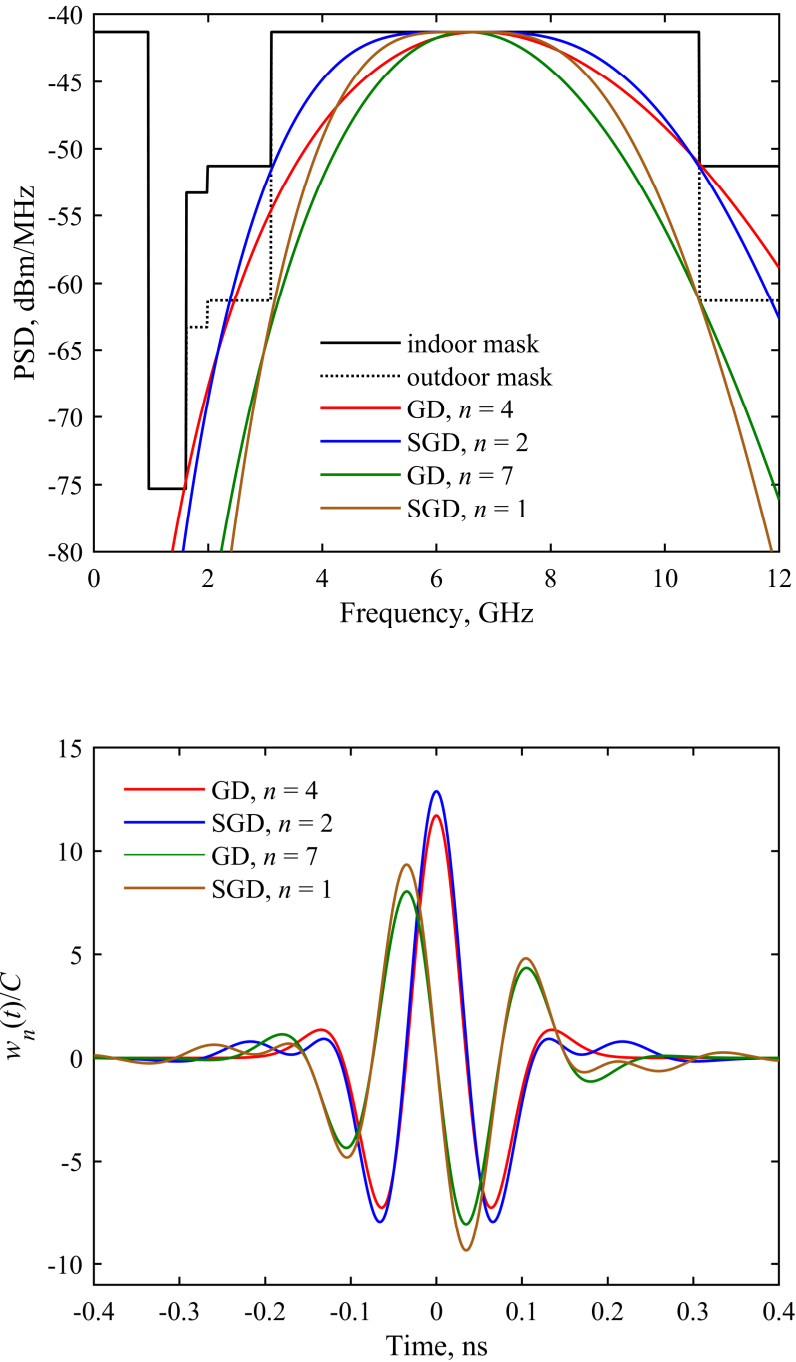 -40
-45
-50
-55
-60
-65
-70
-75
-80
PSD, dBm/MHz
indoor mask
outdoor mask
GD, n = 4
SGD, n = 2
GD, n = 7
SGD, n = 1
0 2 4 6 8 10 12
Frequency, GHz
15
10
5
0
-5
-10
wn(t)/C
GD, n = 4
SGD, n = 2
GD, n = 7
SGD, n = 1
-0.4 -0.3 -0.2 -0.1 0 0.1 0.2 0.3 0.4
Time, ns